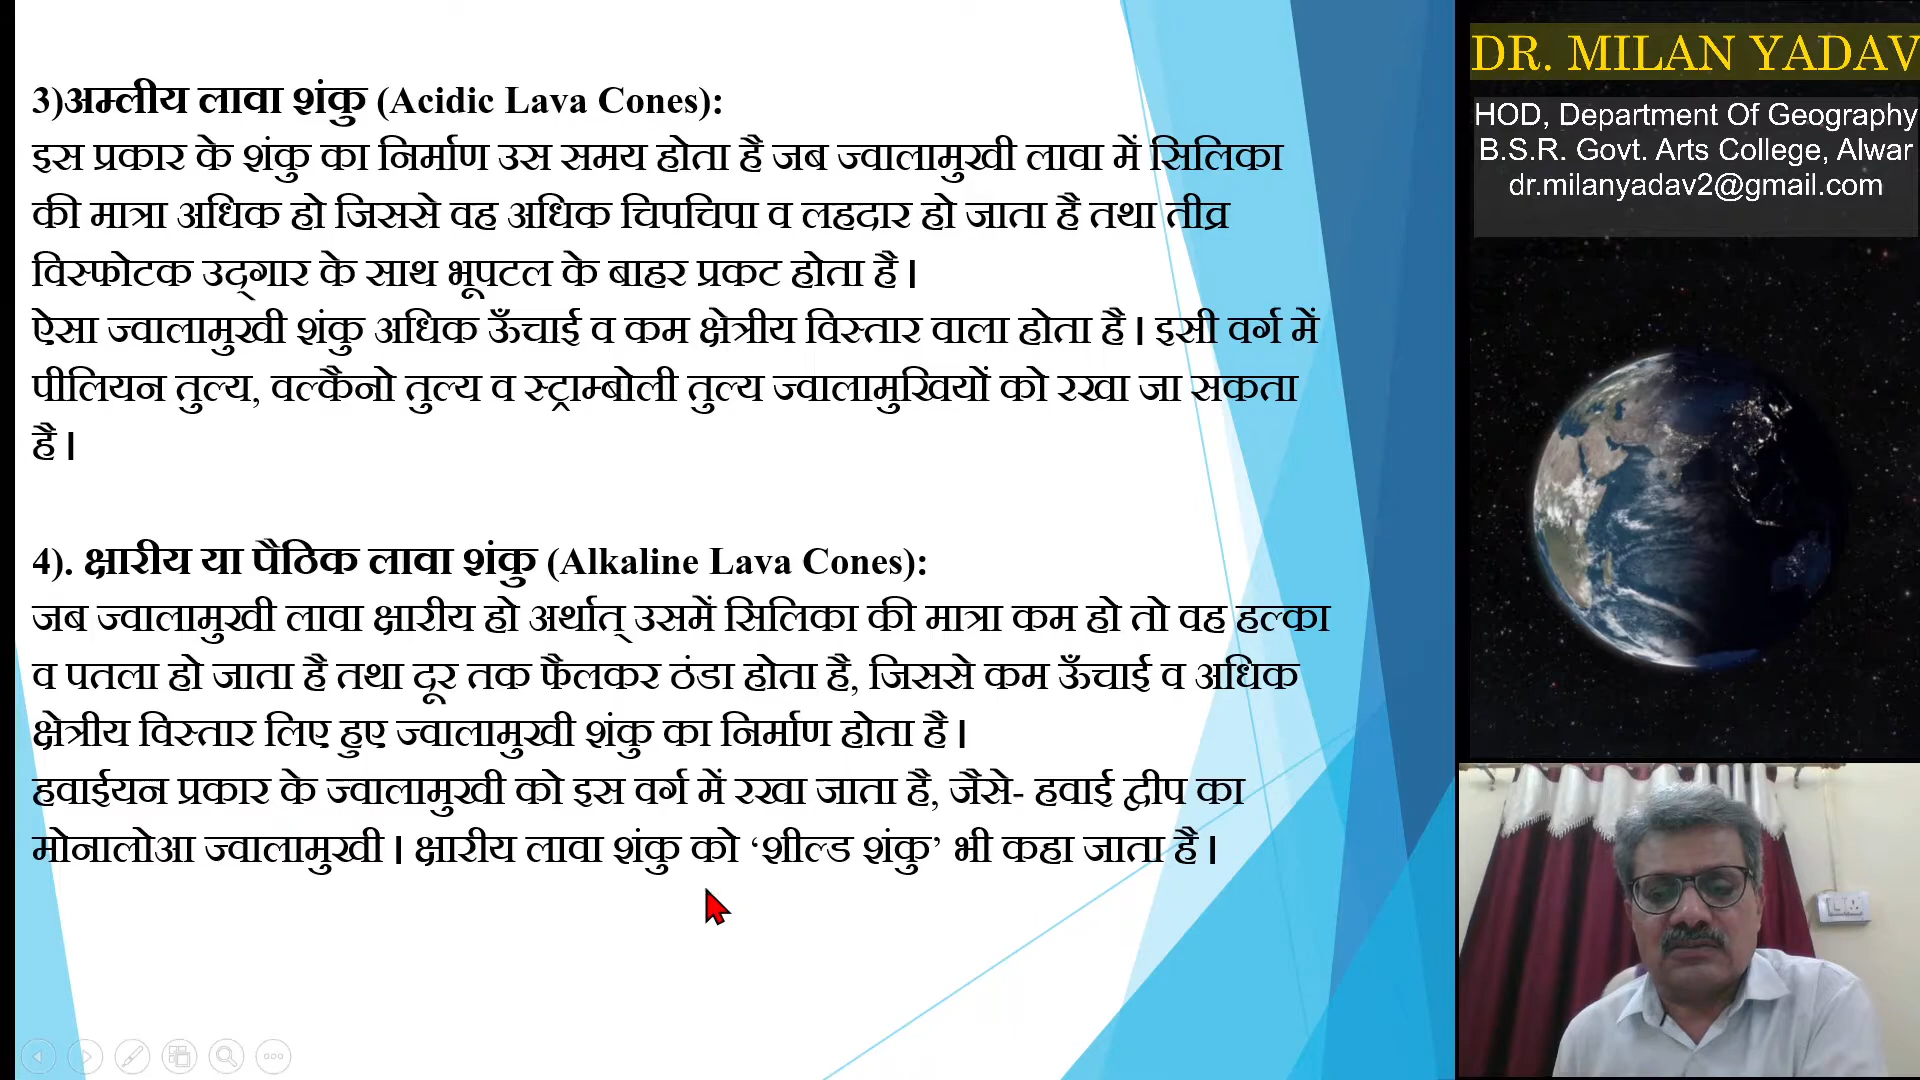 3)अम्लीय लावा शंकु (Acidic Lava Cones):
इस प्रकार के शंकु का निर्माण उस समय होता है जब ज्वालामुखी लावा में सिलिका
की मात्रा अधिक हो जिससे वह अधिक चिपचिपा व लहदार हो जाता है तथा तीव्र
विस्फोटक उद्‌गार के साथ भूपटल के बाहर प्रकट होता है।
ऐसा ज्वालामुखी शंकु अधिक ऊँचाई व कम क्षेत्रीय विस्तार वाला होता है। इसी वर्ग में
पीलियन तुल्य, वल्कैनो तुल्य व स्ट्राम्बोली तुल्य ज्वालामुखियों को रखा जा सकता
है।
4). क्षारीय या पैठिक लावा शंकु (Alkaline Lava Cones):
जब ज्वालामुखी लावा क्षारीय हो अर्थात् उसमें सिलिका की मात्रा कम हो तो वह हल्का
व पतला हो जाता है तथा दूर तक फैलकर ठंडा होता है, जिससे कम ऊँचाई व अधिक
क्षेत्रीय विस्तार लिए हुए ज्वालामुखी शंकु का निर्माण होता है।
हवाईयन प्रकार के ज्वालामुखी को इस वर्ग में रखा जाता है, जैसे- हवाई द्वीप का
मोनालोआ ज्वालामुखी। क्षारीय लावा शंकु को ‘शील्ड शंकु’ भी कहा जाता है।
DR. MILAN YADAV
HOD, Department Of Geography
B.S.R. Govt. Arts College, Alwar
dr.milanyadav2@gmail.com